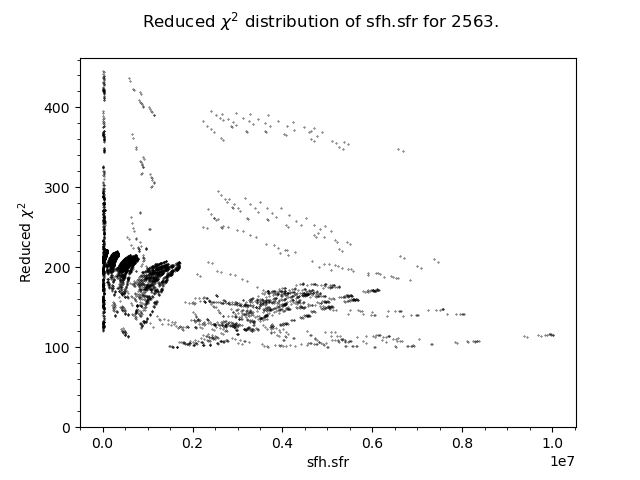 Reduced χ² distribution of sfh.sfr for 2563.
Reduced χ²
400
300
200
100
0
0.0 0.2 0.4 0.6 0.8 1.0
1e7
sfh.sfr